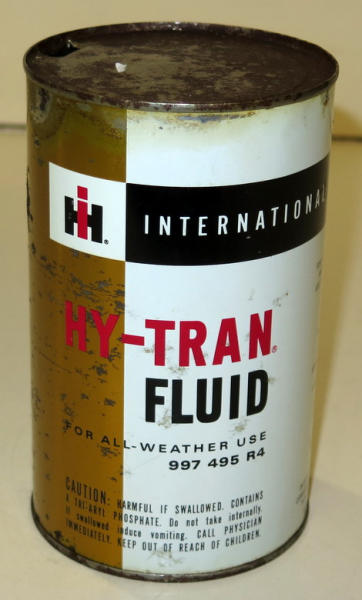 IH®
INTERNATIONAL
HY-TRAN®
FLUID
FOR ALL-WEATHER USE
997 495 R4
CAUTION: HARMFUL IF SWALLOWED. CONTAINS
A TRI-ARYL PHOSPHATE. Do not take internally.
If swallowed induce vomiting. CALL PHYSICIAN
IMMEDIATELY. KEEP OUT OF REACH OF CHILDREN.